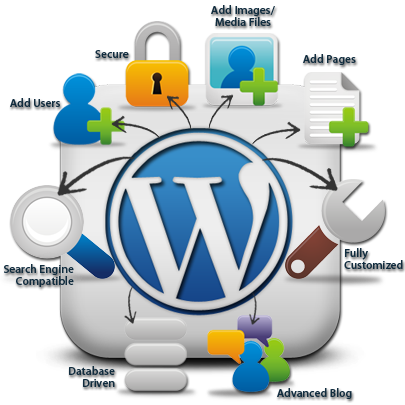 Add Images/
Media Files
Secure
Add Pages
Add Users
W
Fully
Customized
Search Engine
Compatible
Database
Driven
Advanced Blog